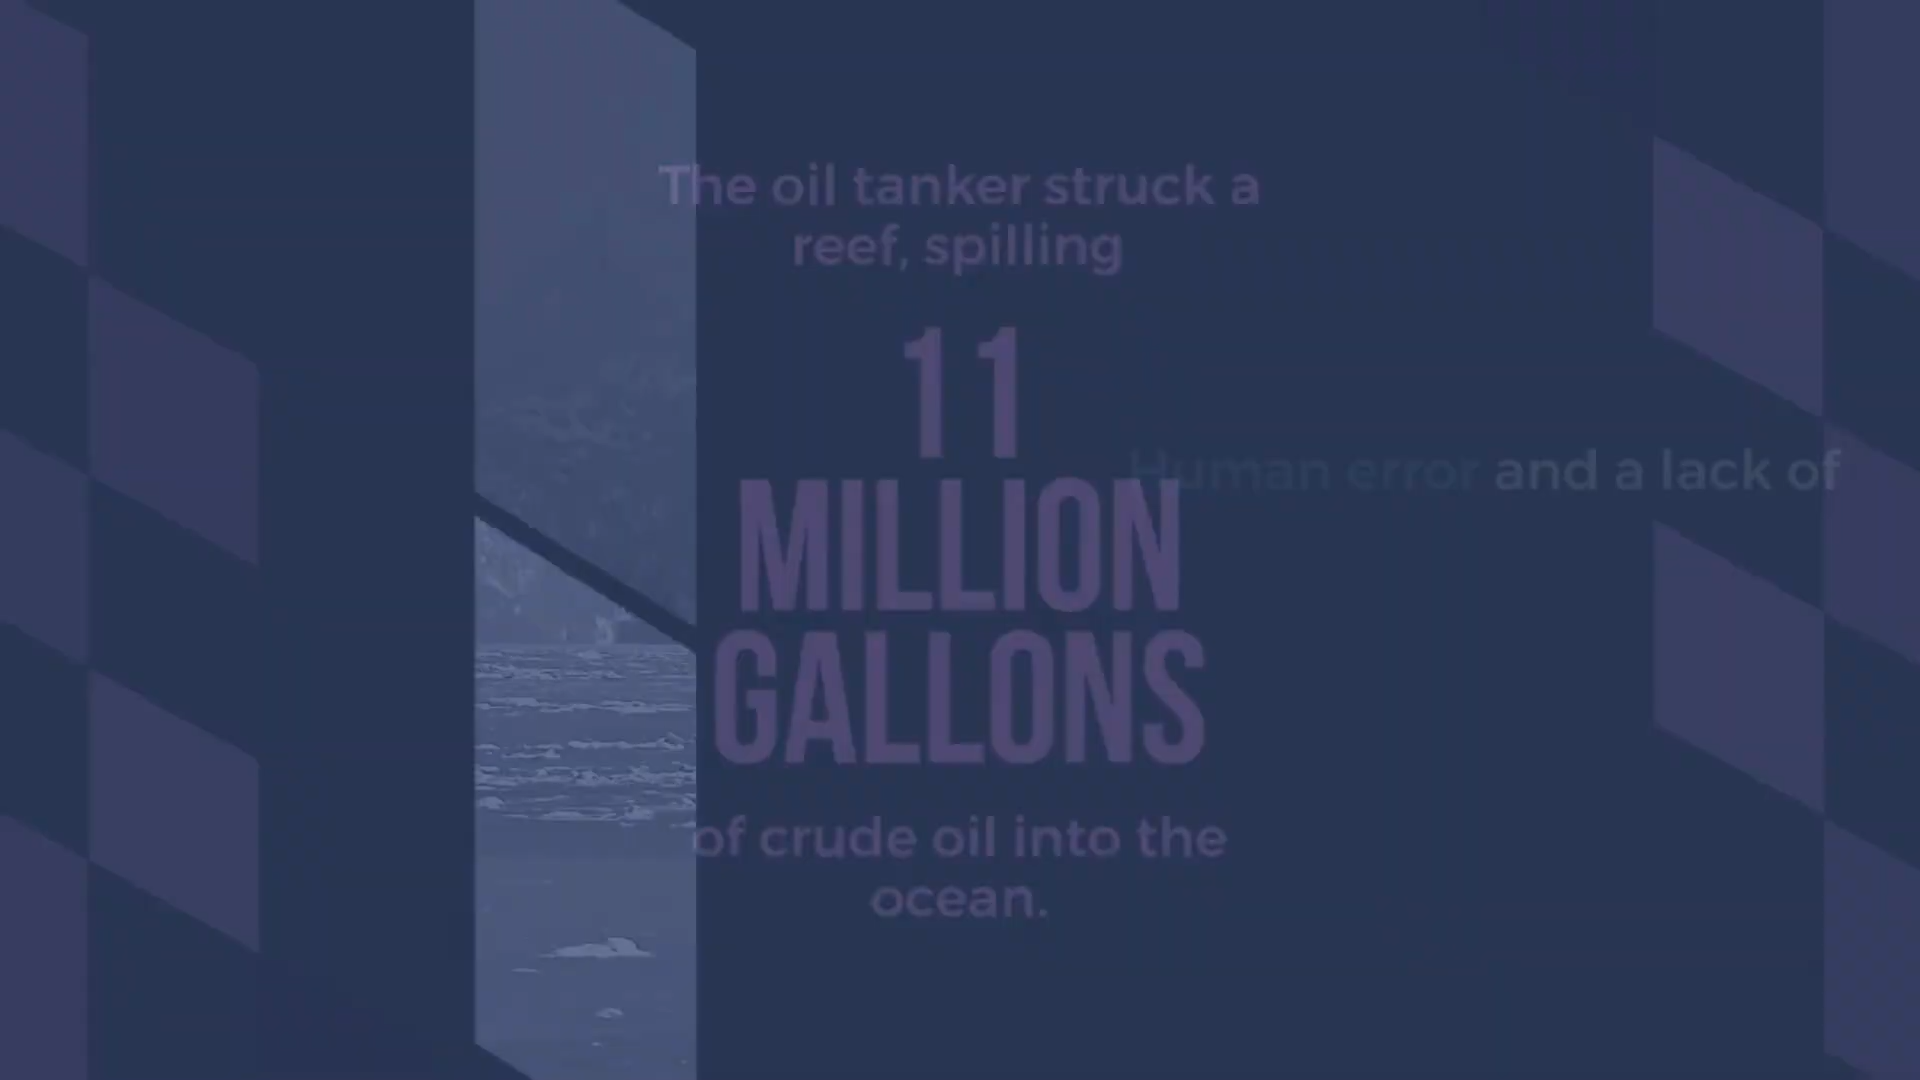 The oil tanker struck a
reef, spilling
11
MILLION
GALLONS
of crude oil into the
ocean.
Human error and a lack of